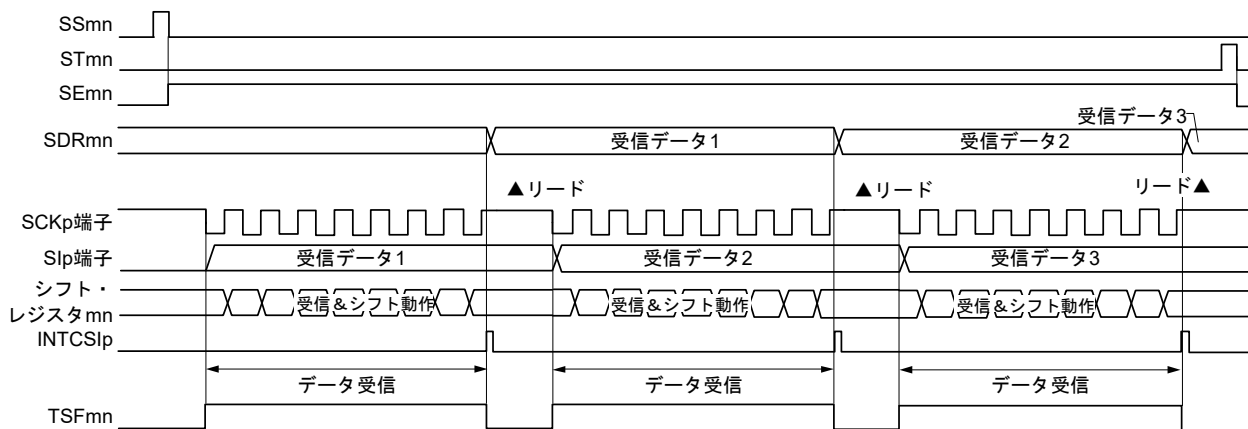 SSmn
STmn
SEmn
受信データ3
SDRmn
受信データ1
受信データ2
▲リード
▲リード
リード▲
SCKp端子
SIp端子
受信データ1
受信データ2
受信データ3
シフト・
レジスタmn
受信&シフト動作
受信&シフト動作
受信&シフト動作
INTCSIp
データ受信
データ受信
データ受信
TSFmn